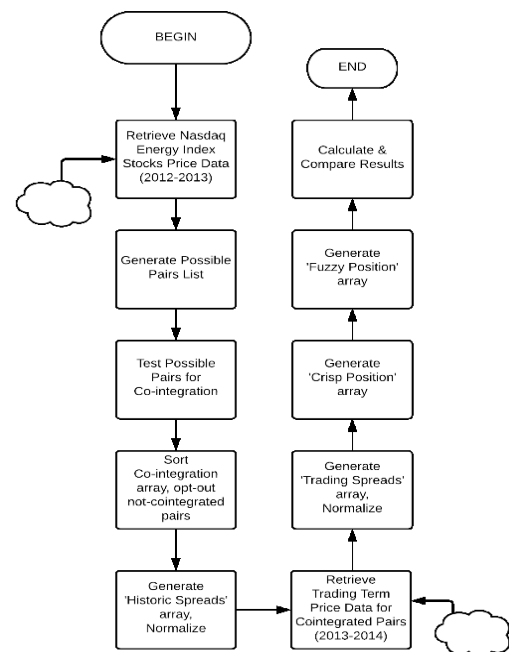 BEGIN
Retrieve Nasdaq
Energy Index
Stocks Price Data
(2012-2013)
Generate Possible
Pairs List
Test Possible
Pairs for
Co-integration
Sort
Co-integration
array, opt-out
not-cointegrated
pairs
Generate
'Historic Spreads'
array,
Normalize
Retrieve
Trading Term
Price Data for
Cointegrated Pairs
(2013-2014)
Generate
'Trading Spreads'
array,
Normalize
Generate
'Crisp Position'
array
Generate
'Fuzzy Position'
array
Calculate &
Compare Results
END